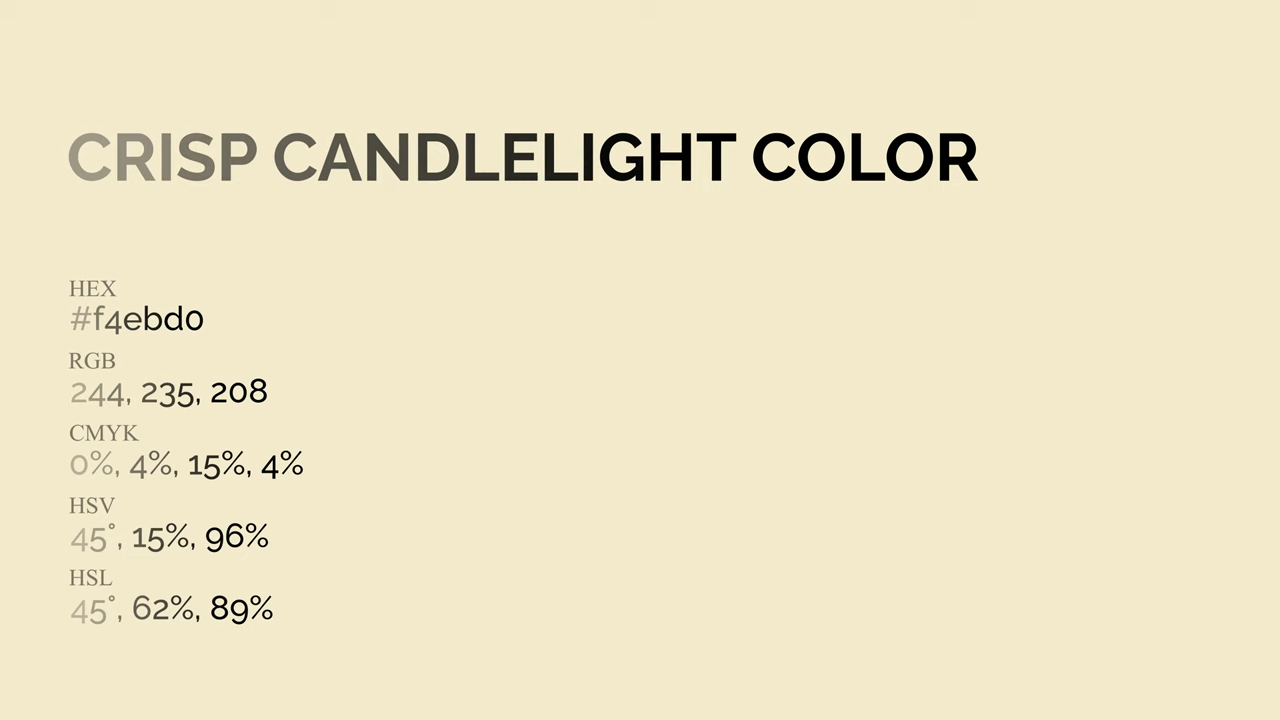 CRISP CANDLELIGHT COLOR
HEX
#f4ebd0
RGB
244, 235, 208
CMYK
0%, 4%, 15%, 4%
HSV
45°, 15%, 96%
HSL
45°, 62%, 89%